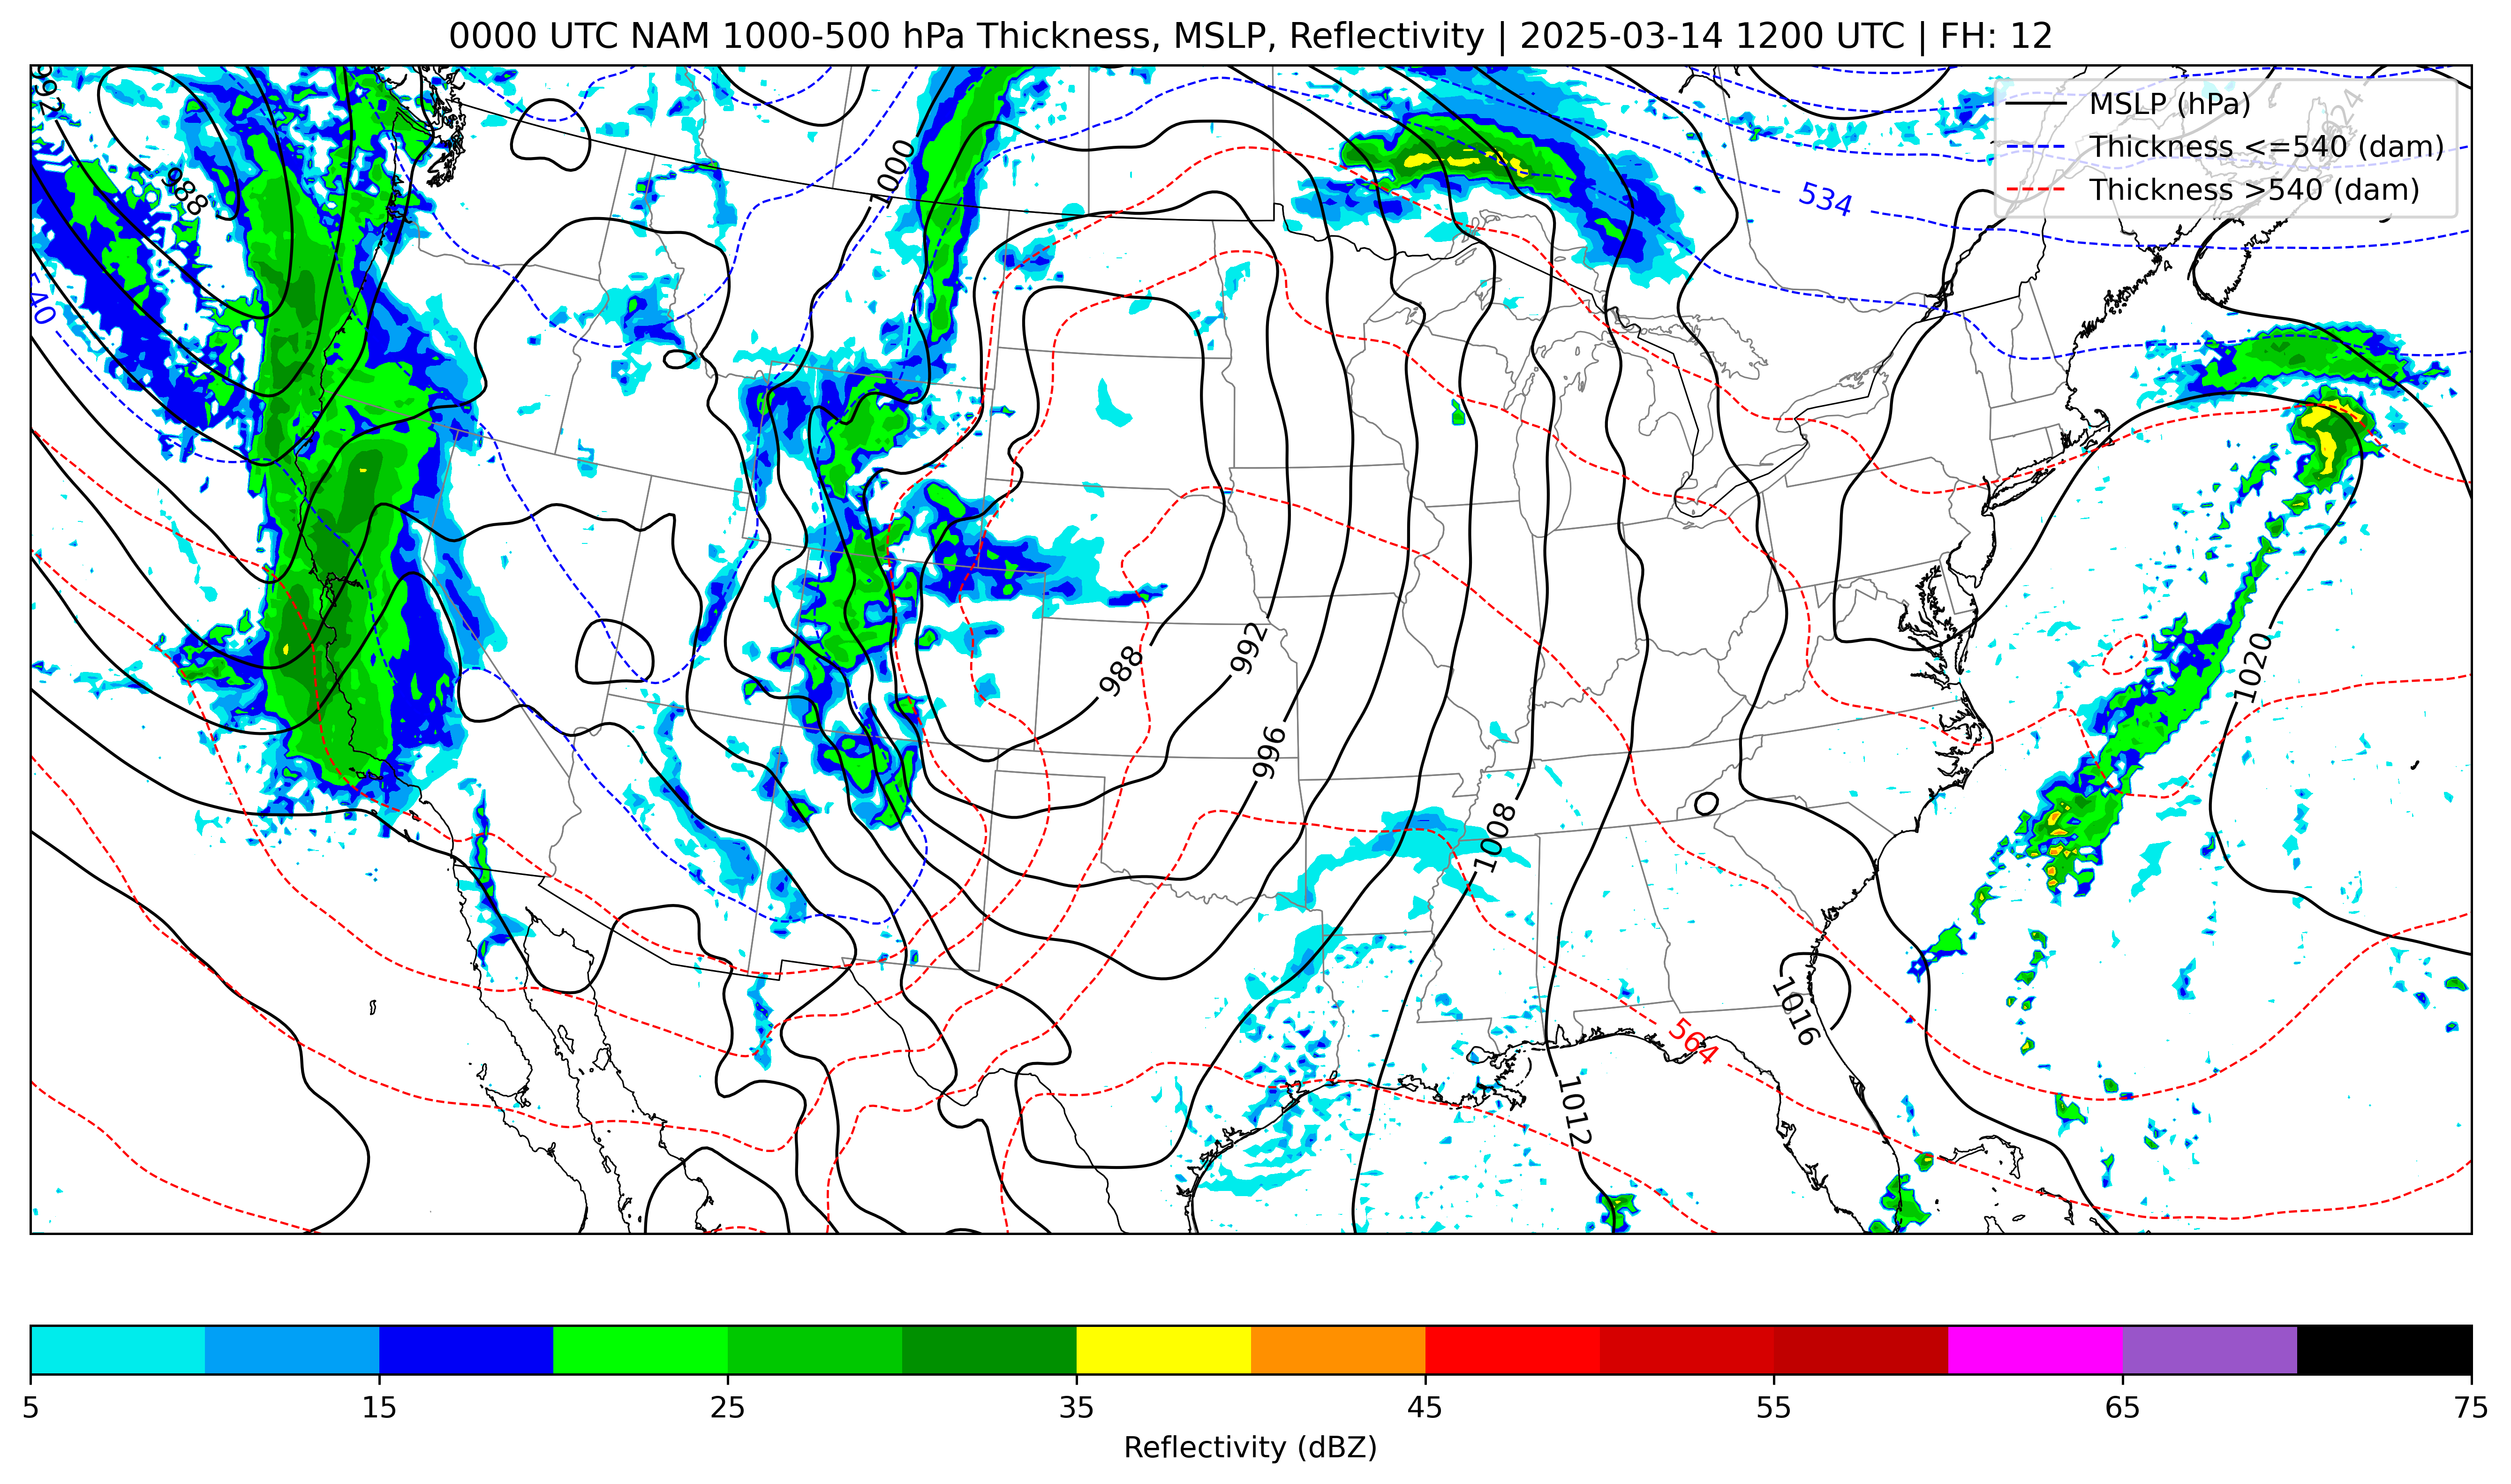 0000 UTC NAM 1000-500 hPa Thickness, MSLP, Reflectivity | 2025-03-14 1200 UTC | FH: 12
MSLP (hPa)
Thickness <=540 (dam)
Thickness >540 (dam)
992
988
1000
534
540
988
992
996
1008
1020
1016
564
1012
5 15 25 35 45 55 65 75
Reflectivity (dBZ)